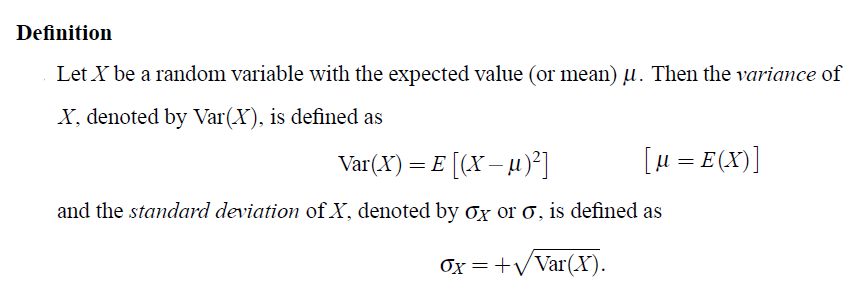 Definition
Let X be a random variable with the expected value (or mean) μ. Then the variance of
X, denoted by Var(X), is defined as
Var(X) = E [(X – μ)²] [ μ = E(X)]
and the standard deviation of X, denoted by σX or σ, is defined as
σX = +√Var(X).